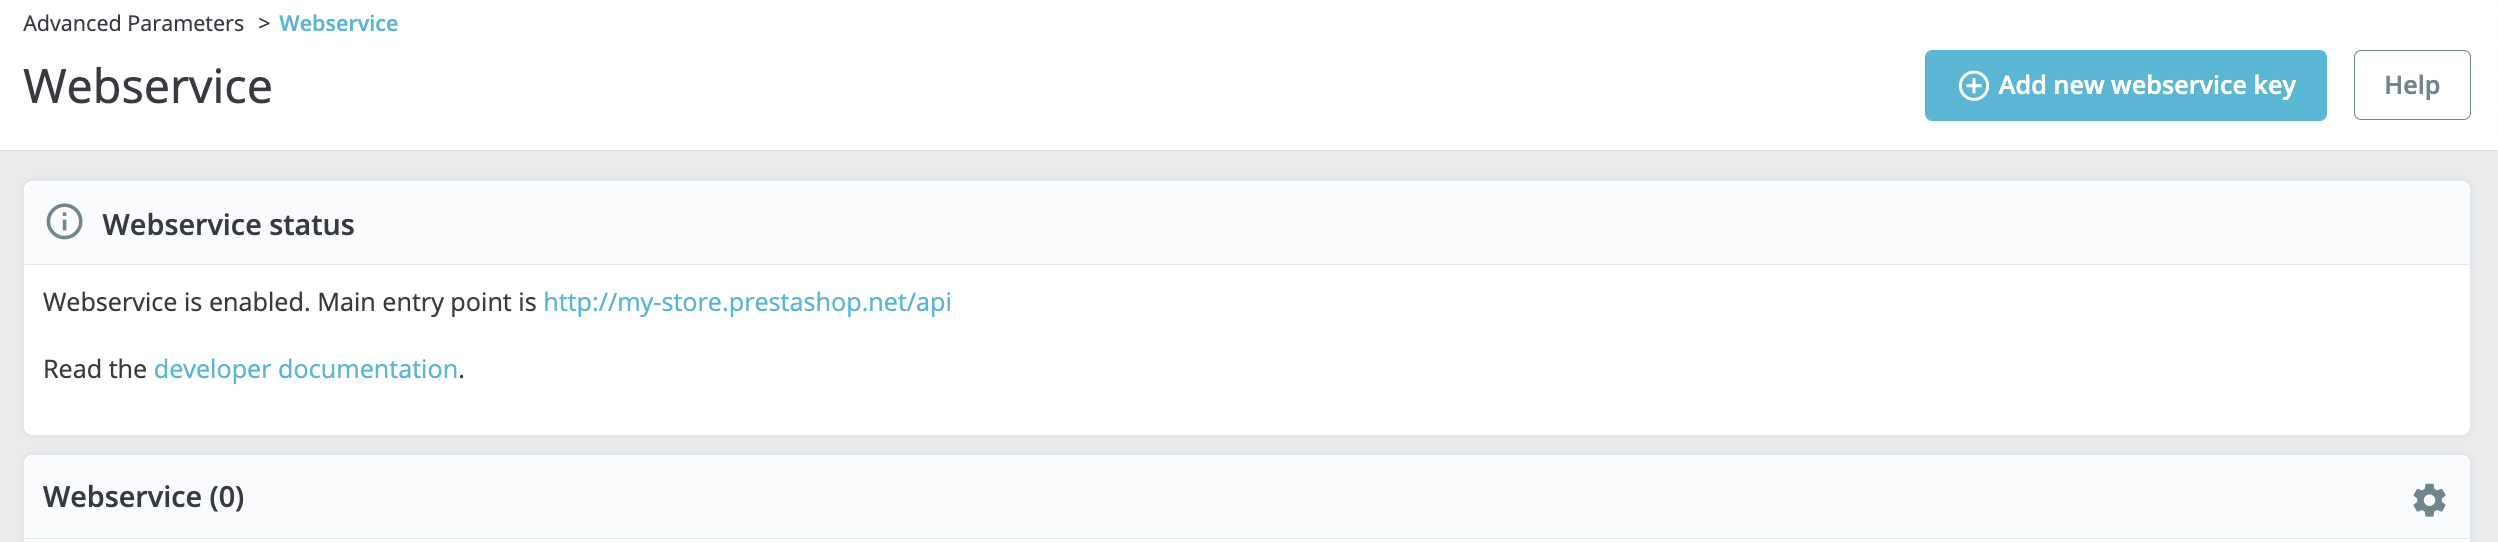 Advanced Parameters > Webservice
Webservice
Add new webservice key
Help
Webservice status
Webservice is enabled. Main entry point is http://my-store.prestashop.net/api
Read the developer documentation.
Webservice (0)